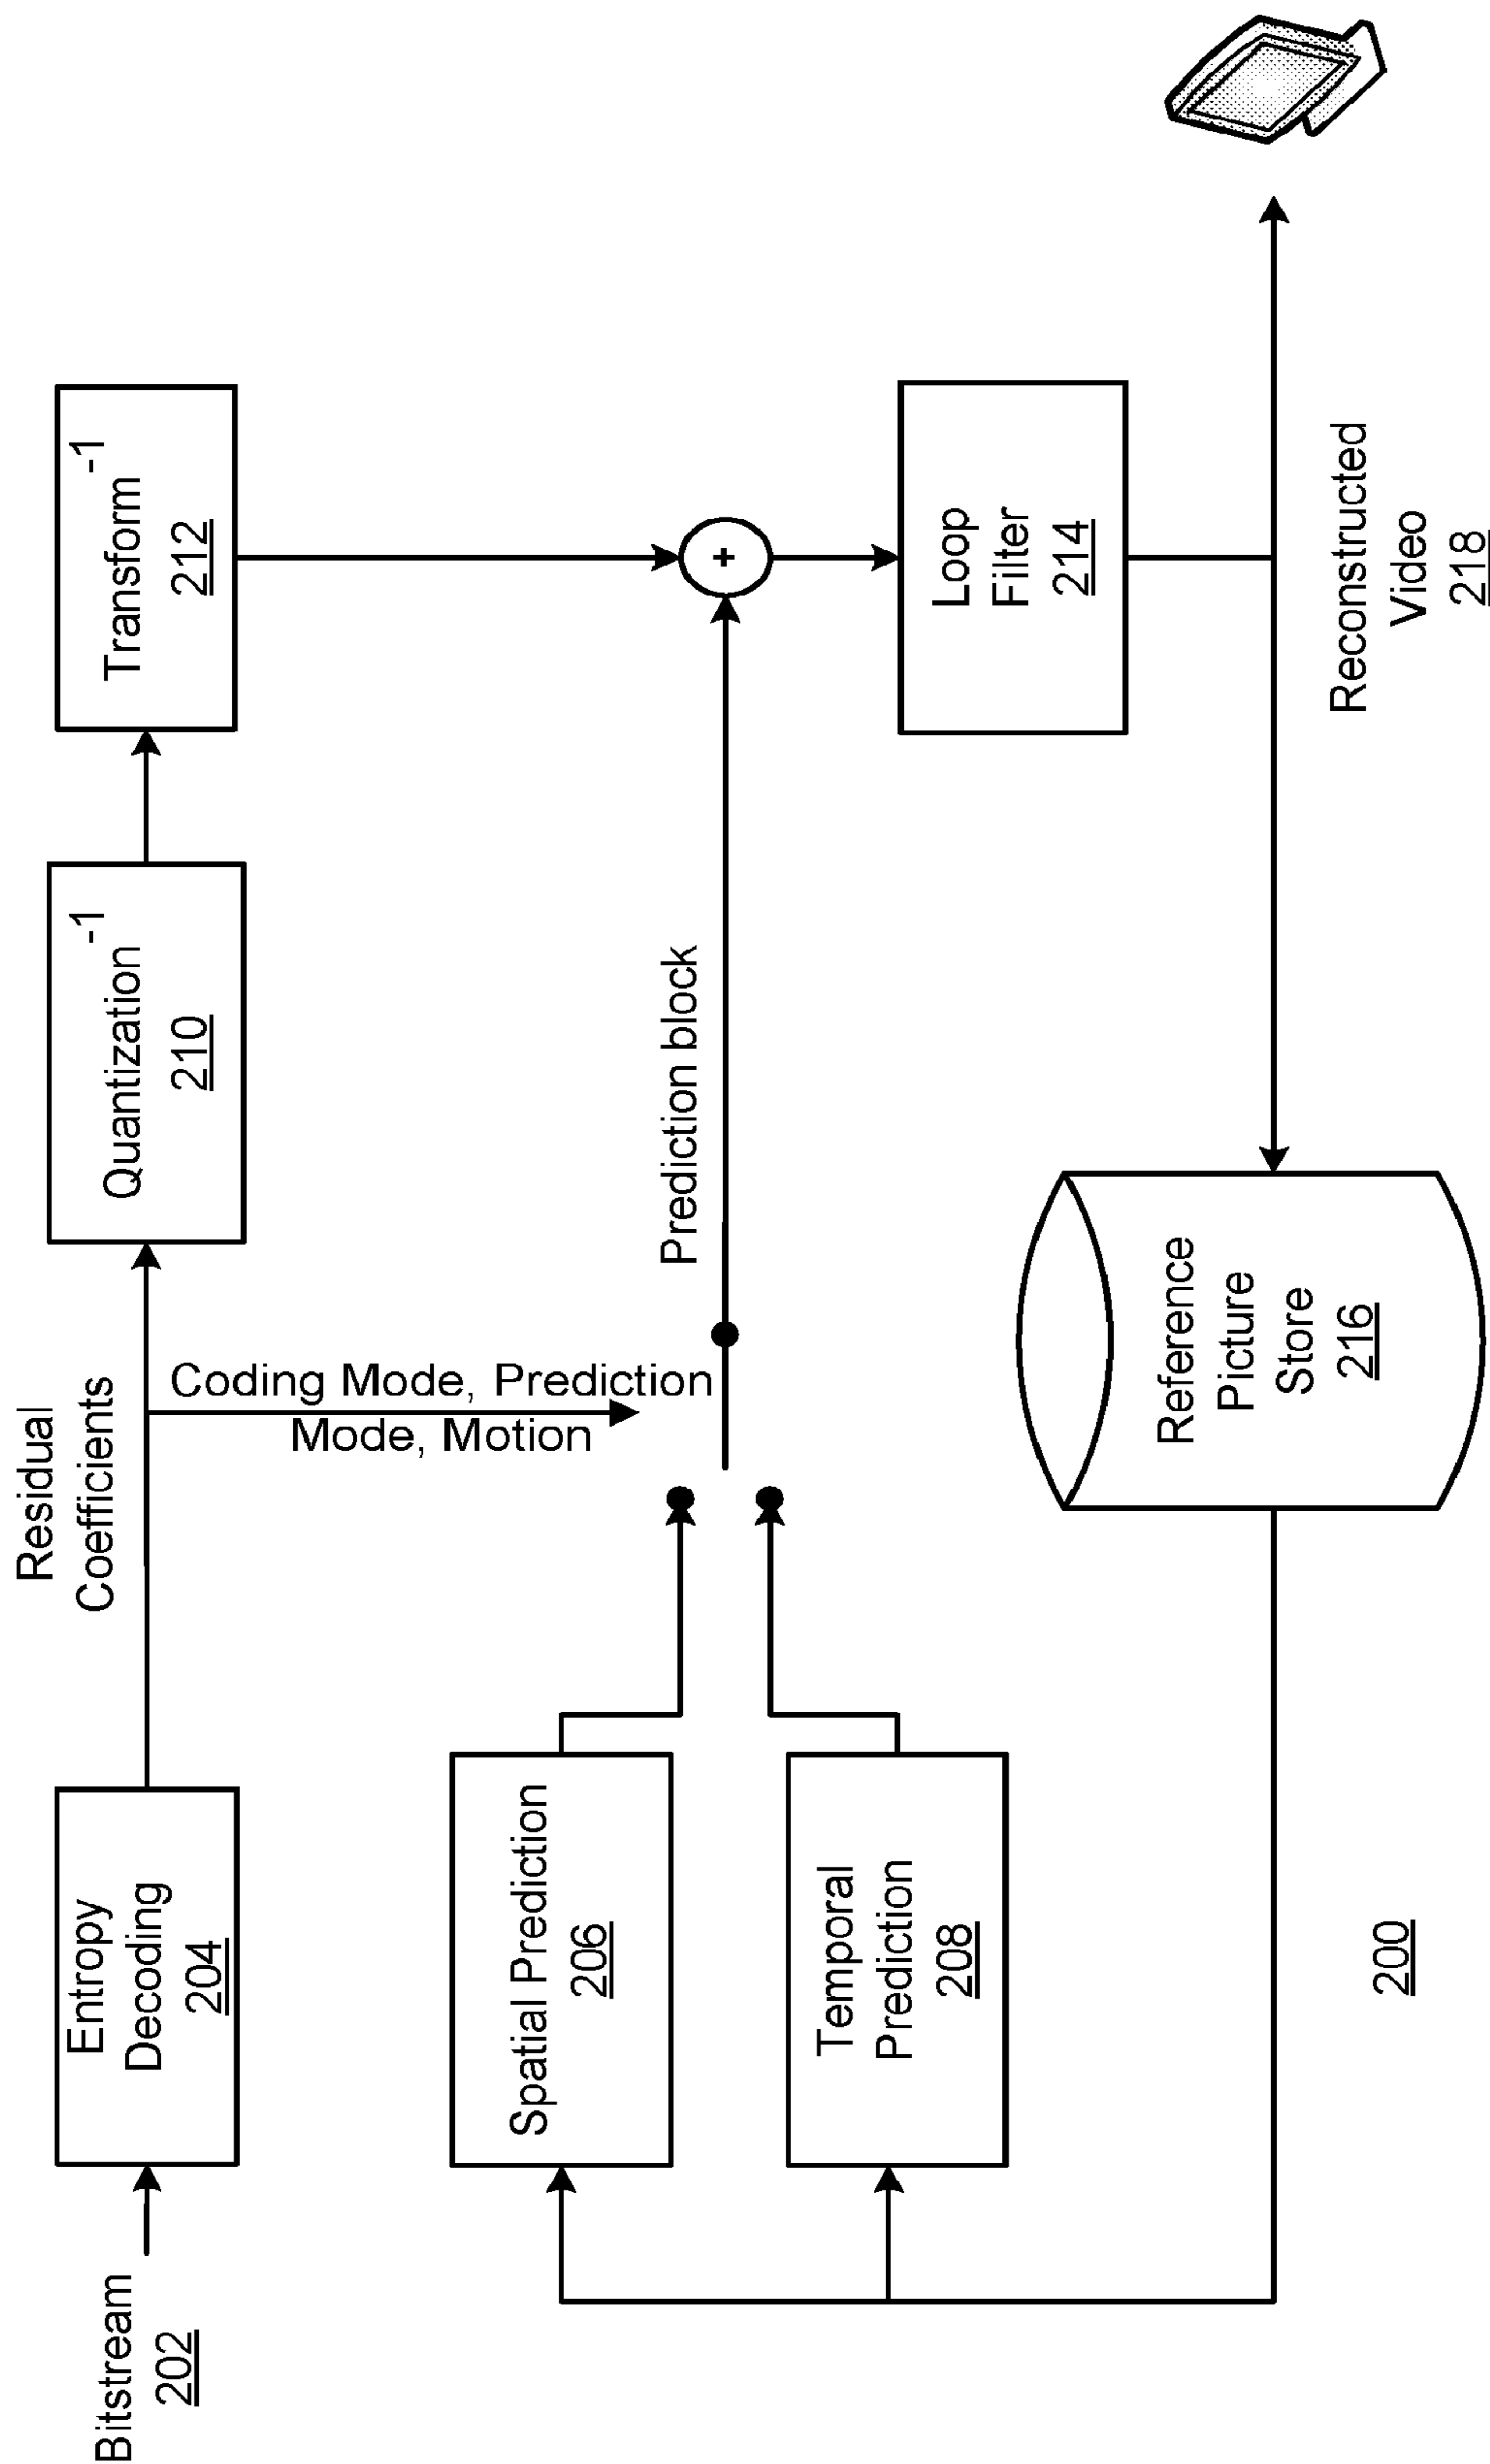 Bitstream
202
Entropy
Decoding
204
Residual
Coefficients
Quantization-1
210
Transform-1
212
Coding Mode, Prediction
Mode, Motion
Spatial Prediction
206
Temporal
Prediction
208
Prediction block
+
Loop
Filter
214
Reference
Picture
Store
216
Reconstructed
Video
218
200